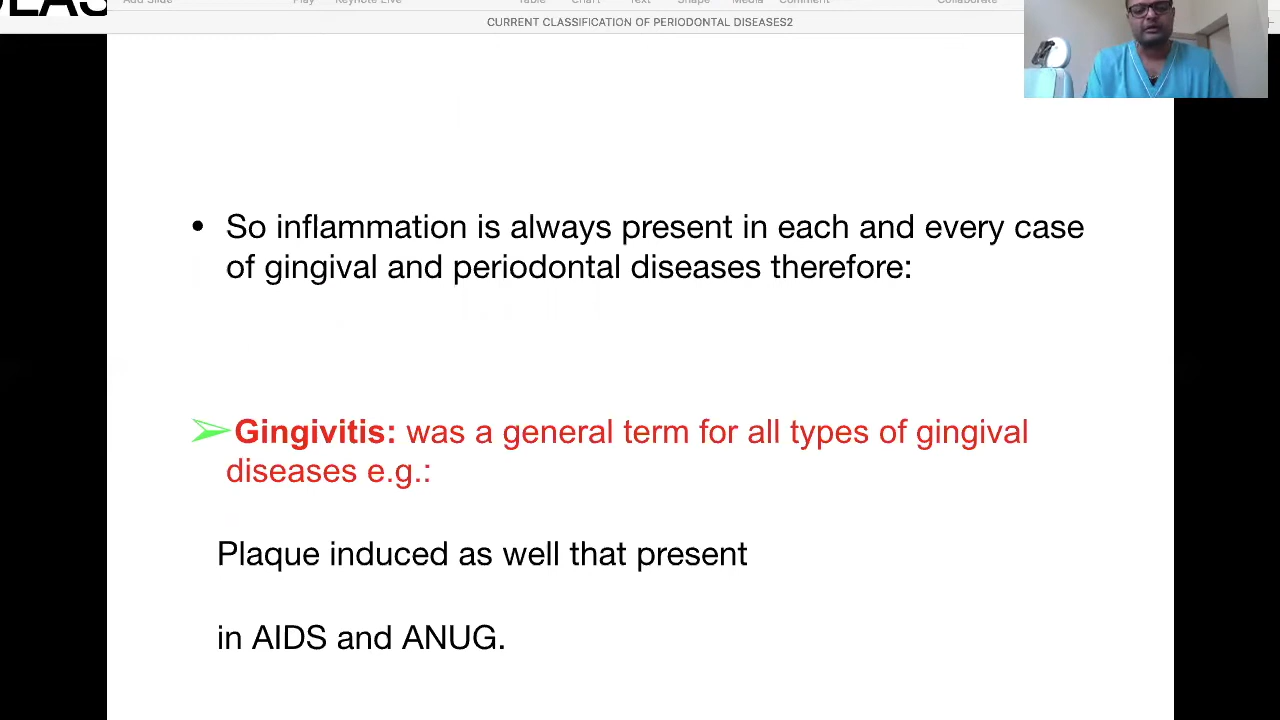 Add Slide Play Keynote Live Table Chart Text Shape Media Comment Collaborate
CURRENT CLASSIFICATION OF PERIODONTAL DISEASES2
• So inflammation is always present in each and every case
of gingival and periodontal diseases therefore:
➢Gingivitis: was a general term for all types of gingival
diseases e.g.:
Plaque induced as well that present
in AIDS and ANUG.